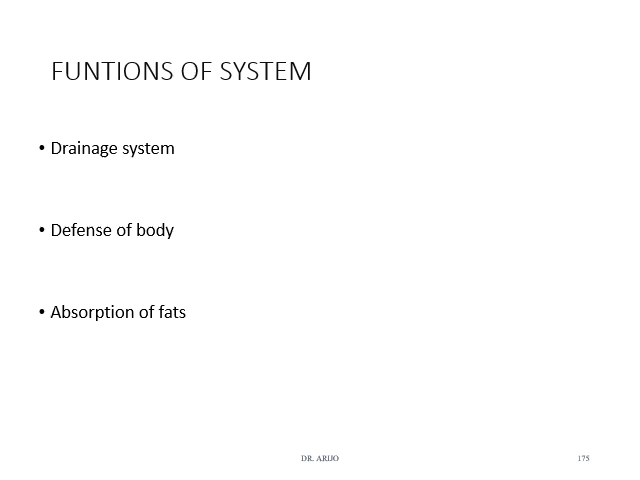 FUNTIONS OF SYSTEM
• Drainage system
• Defense of body
• Absorption of fats
DR. ARIJO
175